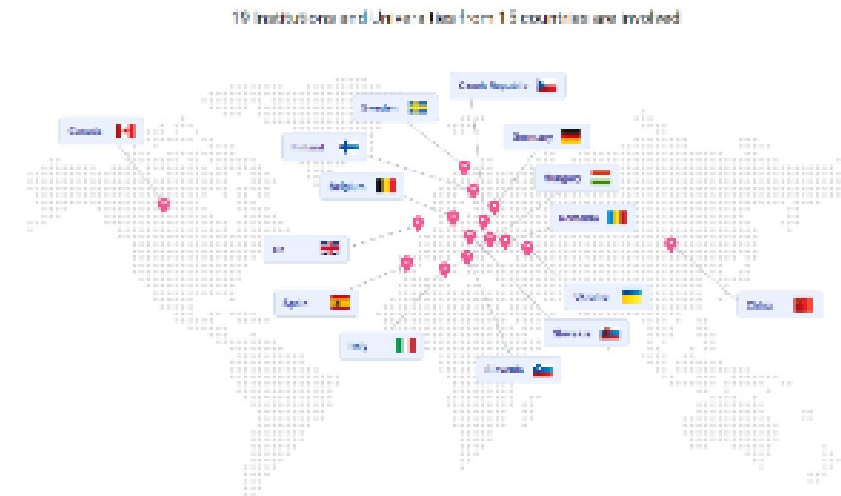 19 Institutions and Universities from 15 countries are involved
Czech Republic
Sweden
Canada
Germany
Finland
Hungary
Belgium
Romania
UK
Ukraine
Spain
China
Slovakia
Italy
Slovenia